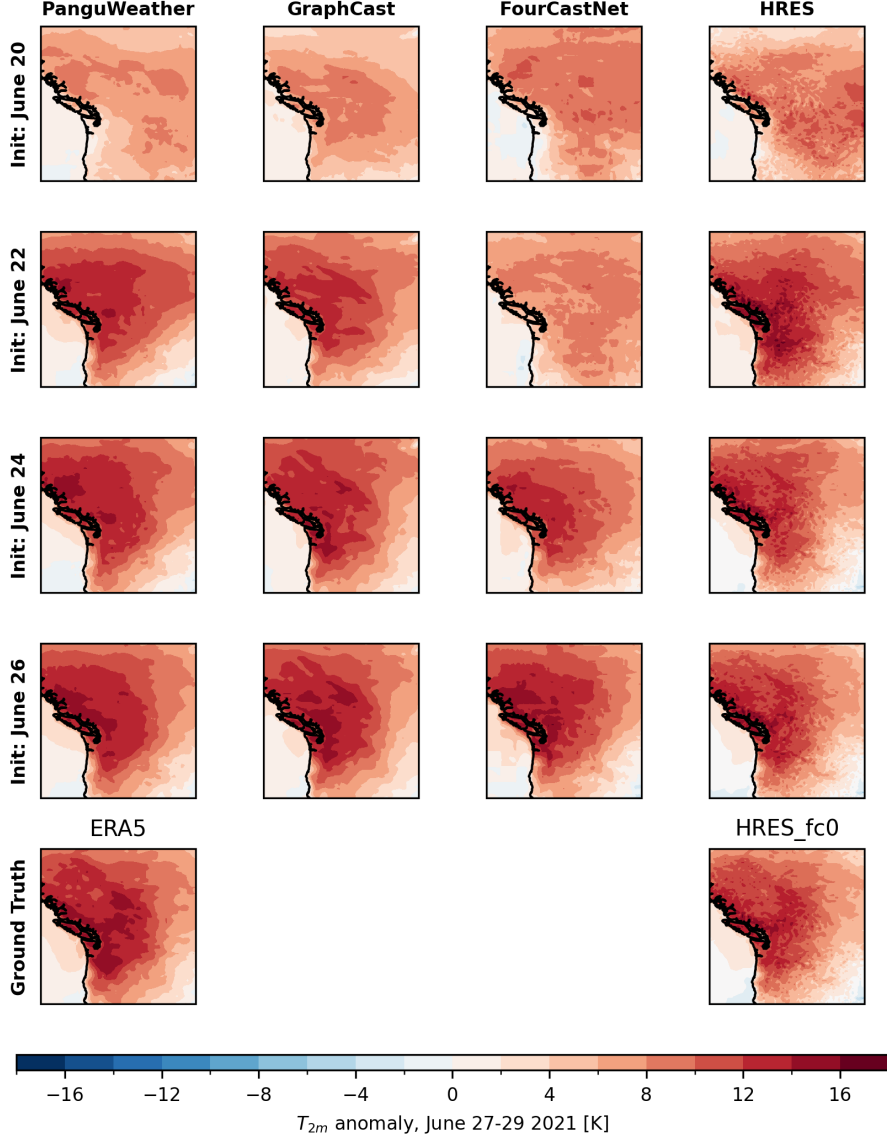 PanguWeather GraphCast FourCastNet HRES
Init: June 20
Init: June 22
Init: June 24
Init: June 26
ERA5 HRES_fc0
Ground Truth
−16 −12 −8 −4 0 4 8 12 16
T2m anomaly, June 27-29 2021 [K]